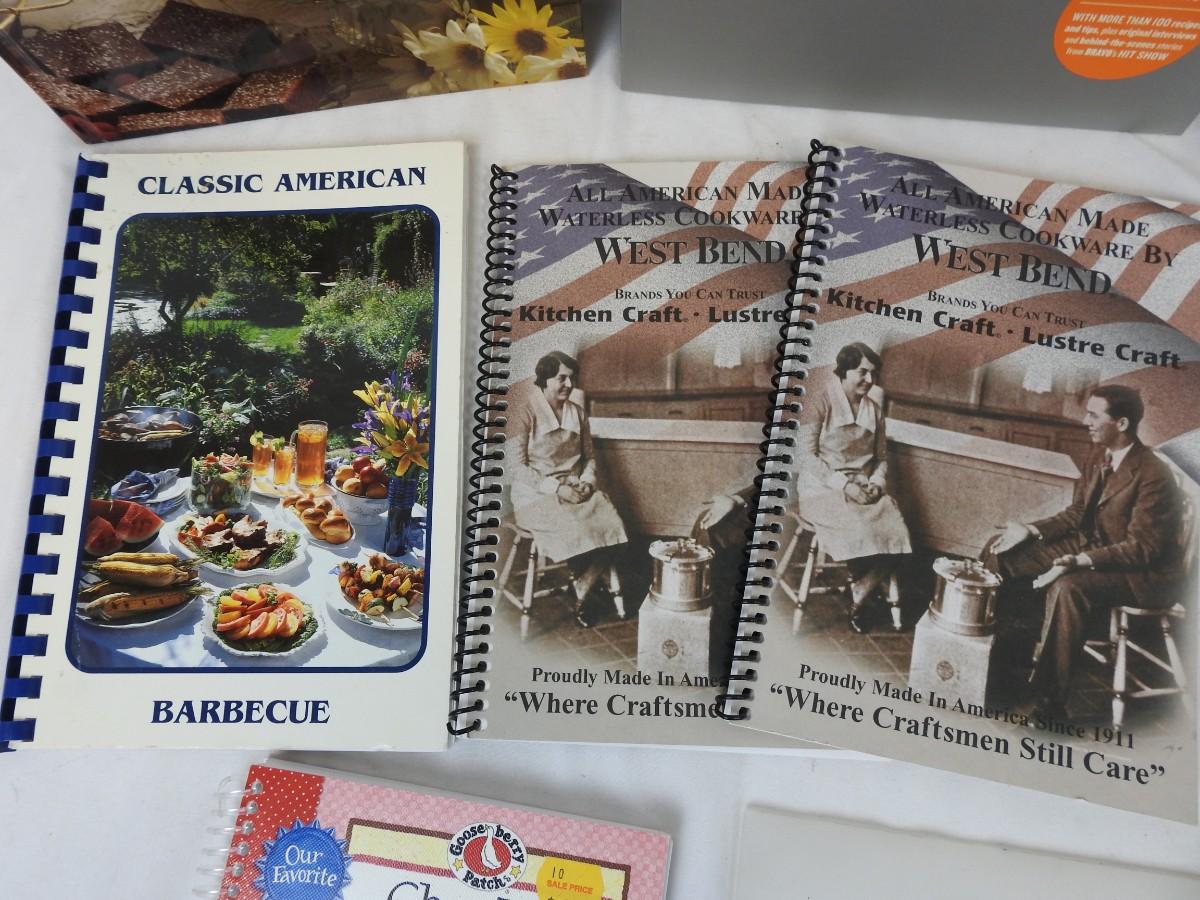 WITH MORE THAN 100 recipes
and tips, plus original interviews
and behind-the-scenes stories
from BRAVO's HIT SHOW
CLASSIC AMERICAN
BARBECUE
ALL AMERICAN MAD
WATERLESS COOKWARE
WEST BEND
BRANDS YOU CAN TRUST
Kitchen Craft. • Lustre
Proudly Made In Ame
"Where Craftsme
ALL AMERICAN MADE
WATERLESS COOKWARE BY
WEST BEND
BRANDS YOU CAN TRUST
Kitchen Craft. • Lustre Craft
Proudly Made In America Since 1911
"Where Craftsmen Still Care"
Our
Favorite
Gooseberry
Patch
10
SALE PRICE